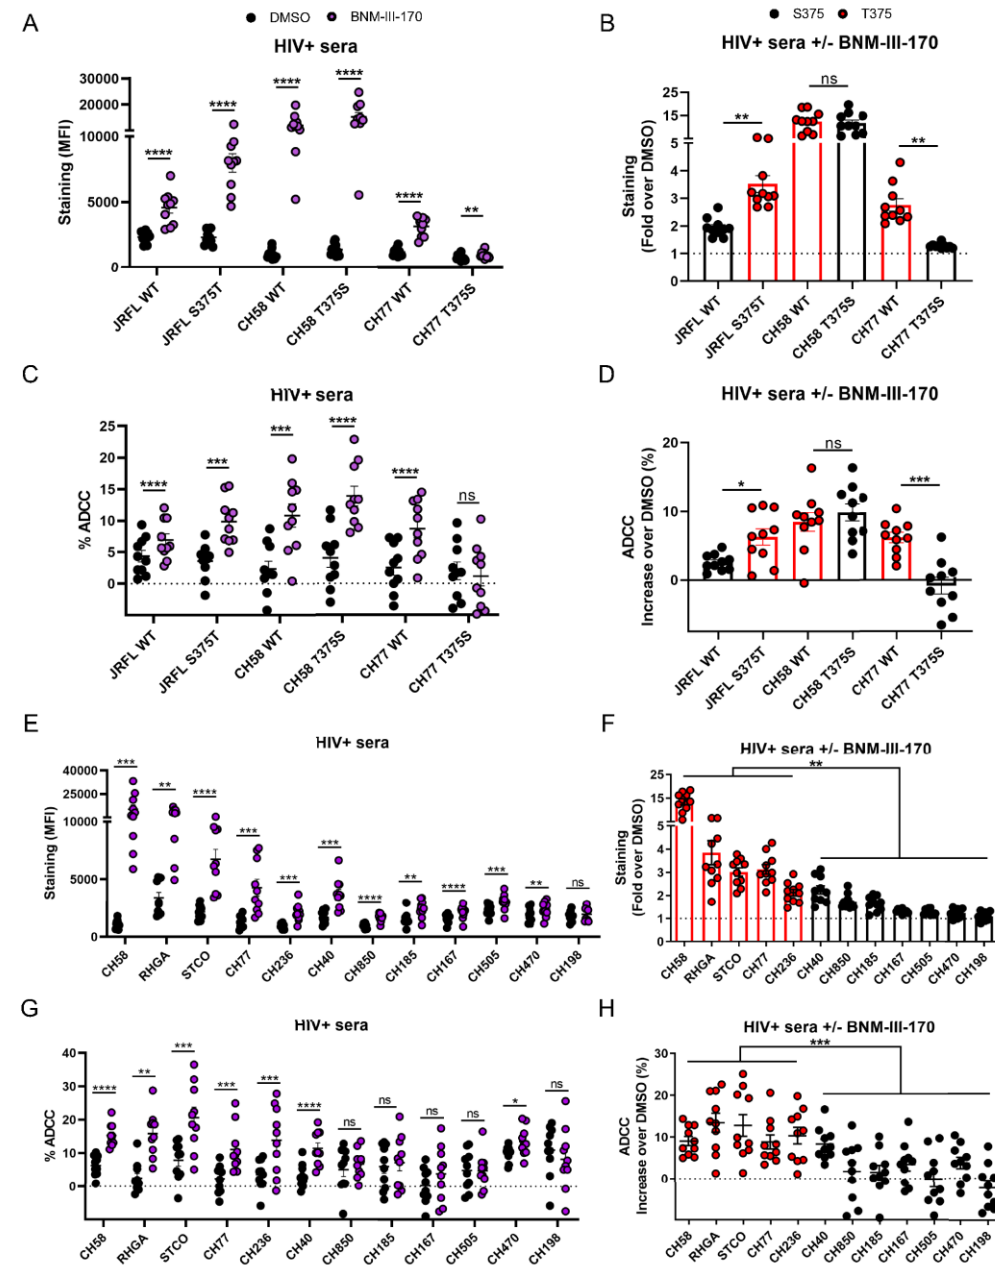 A
DMSO BNM-III-170
HIV+ sera
Staining (MFI)
30000
20000
10000
5000
0
**** **** **** **** **** **
JRFL WT
JRFL S375T
CH58 WT
CH58 T375S
CH77 WT
CH77 T375S
B
S375 T375
HIV+ sera +/- BNM-III-170
Staining
(Fold over DMSO)
25
15
5
4
3
2
1
0
** ns **
JRFL WT
JRFL S375T
CH58 WT
CH58 T375S
CH77 WT
CH77 T375S
C
HIV+ sera
% ADCC
25
20
15
10
5
0
**** *** *** **** **** ns
JRFL WT
JRFL S375T
CH58 WT
CH58 T375S
CH77 WT
CH77 T375S
D
HIV+ sera +/- BNM-III-170
ADCC
Increase over DMSO (%)
20
10
0
* ns ***
JRFL WT
JRFL S375T
CH58 WT
CH58 T375S
CH77 WT
CH77 T375S
E
HIV+ sera
Staining (MFI)
40000
25000
10000
5000
0
*** ** **** *** *** *** **** ** **** *** ** ns
CH58
RHGA
STCO
CH77
CH236
CH40
CH850
CH185
CH167
CH505
CH470
CH198
F
HIV+ sera +/- BNM-III-170
Staining
(Fold over DMSO)
25
15
5
4
3
2
1
0
**
CH58
RHGA
STCO
CH77
CH236
CH40
CH850
CH185
CH167
CH505
CH470
CH198
G
HIV+ sera
% ADCC
40
30
20
10
0
**** ** *** *** *** **** ns ns ns ns * ns
CH58
RHGA
STCO
CH77
CH236
CH40
CH850
CH185
CH167
CH505
CH470
CH198
H
HIV+ sera +/- BNM-III-170
ADCC
Increase over DMSO (%)
30
20
10
0
***
CH58
RHGA
STCO
CH77
CH236
CH40
CH850
CH185
CH167
CH505
CH470
CH198